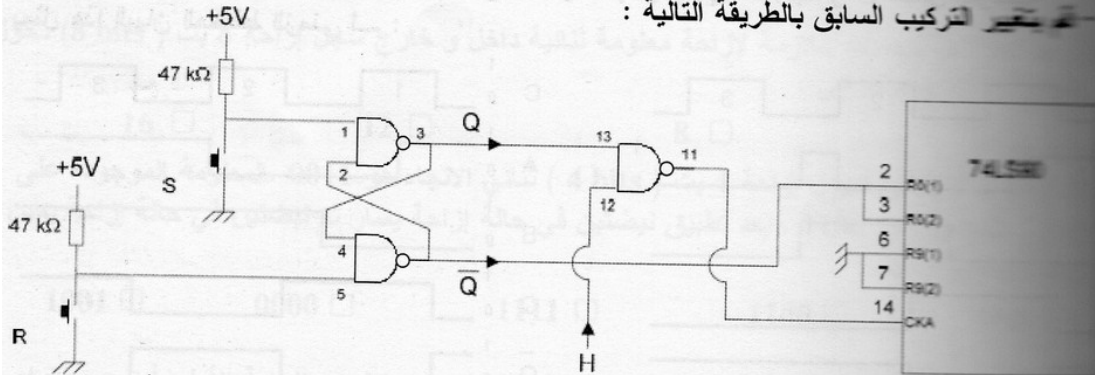 بتغيير التركيب السابق بالطريقة التالية :
+5V
47 kΩ
1
3
Q
2
S
+5V
47 kΩ
4
5
Q̅
R
13
11
12
H
2
3
6
7
14
R0(1)
R0(2)
R9(1)
R9(2)
CKA
74LS90